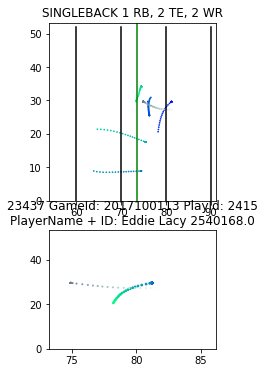 SINGLEBACK 1 RB, 2 TE, 2 WR
50
40
30
20
10
0
60 70 80 90
23437 GameId: 2017100113 PlayId: 2415
PlayerName + ID: Eddie Lacy 2540168.0
40
20
0
75 80 85